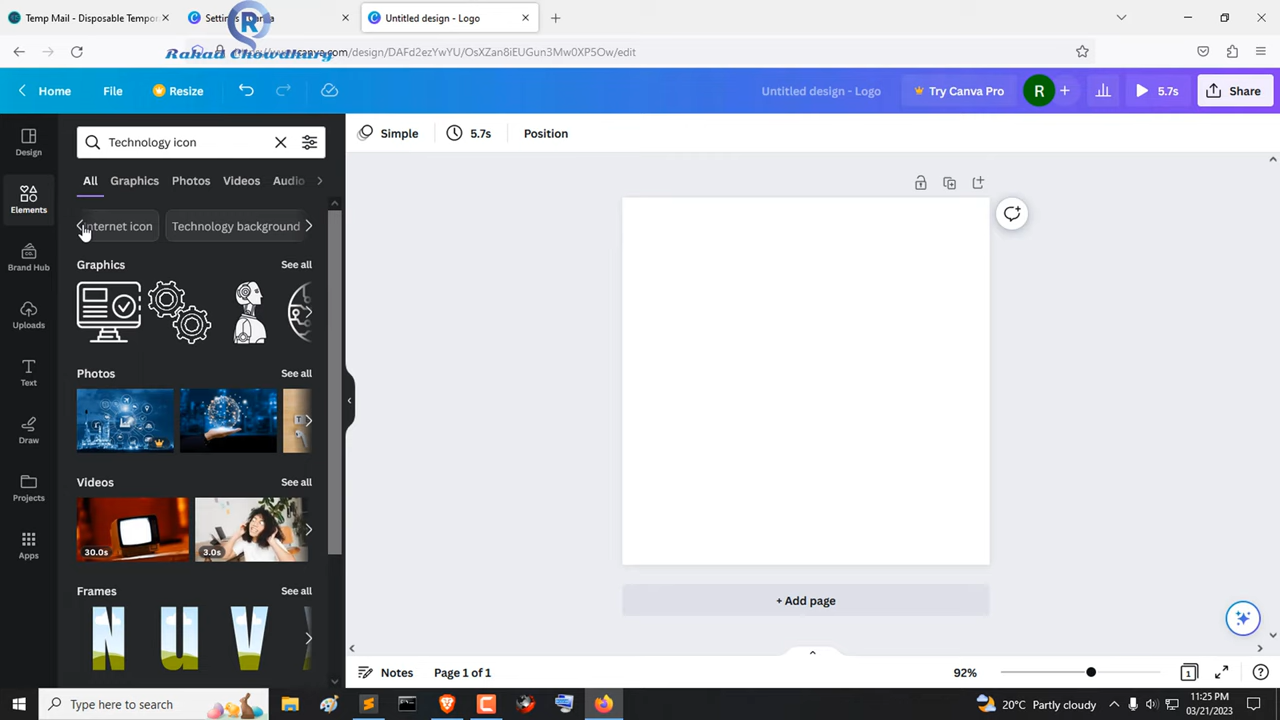 Temp Mail - Disposable Tempor
Untitled design - Logo
Rahad Chowdhury
.com/design/DAFd2ezYwYU/OsXZan8iEUGun3Mw0XP5Ow/edit
Home
File
Resize
Untitled design - Logo
Try Canva Pro
R
5.7s
Share
Technology icon
Simple
5.7s
Position
Design
Elements
Brand Hub
Uploads
Text
Draw
Projects
Apps
All
Graphics
Photos
Videos
Audio
nternet icon
Technology background
Graphics
See all
Photos
See all
Videos
See all
30.0s
3.0s
Frames
See all
N
u
V
+ Add page
Notes
Page 1 of 1
92%
1
Type here to search
20°C Partly cloudy
11:25 PM
03/21/2023